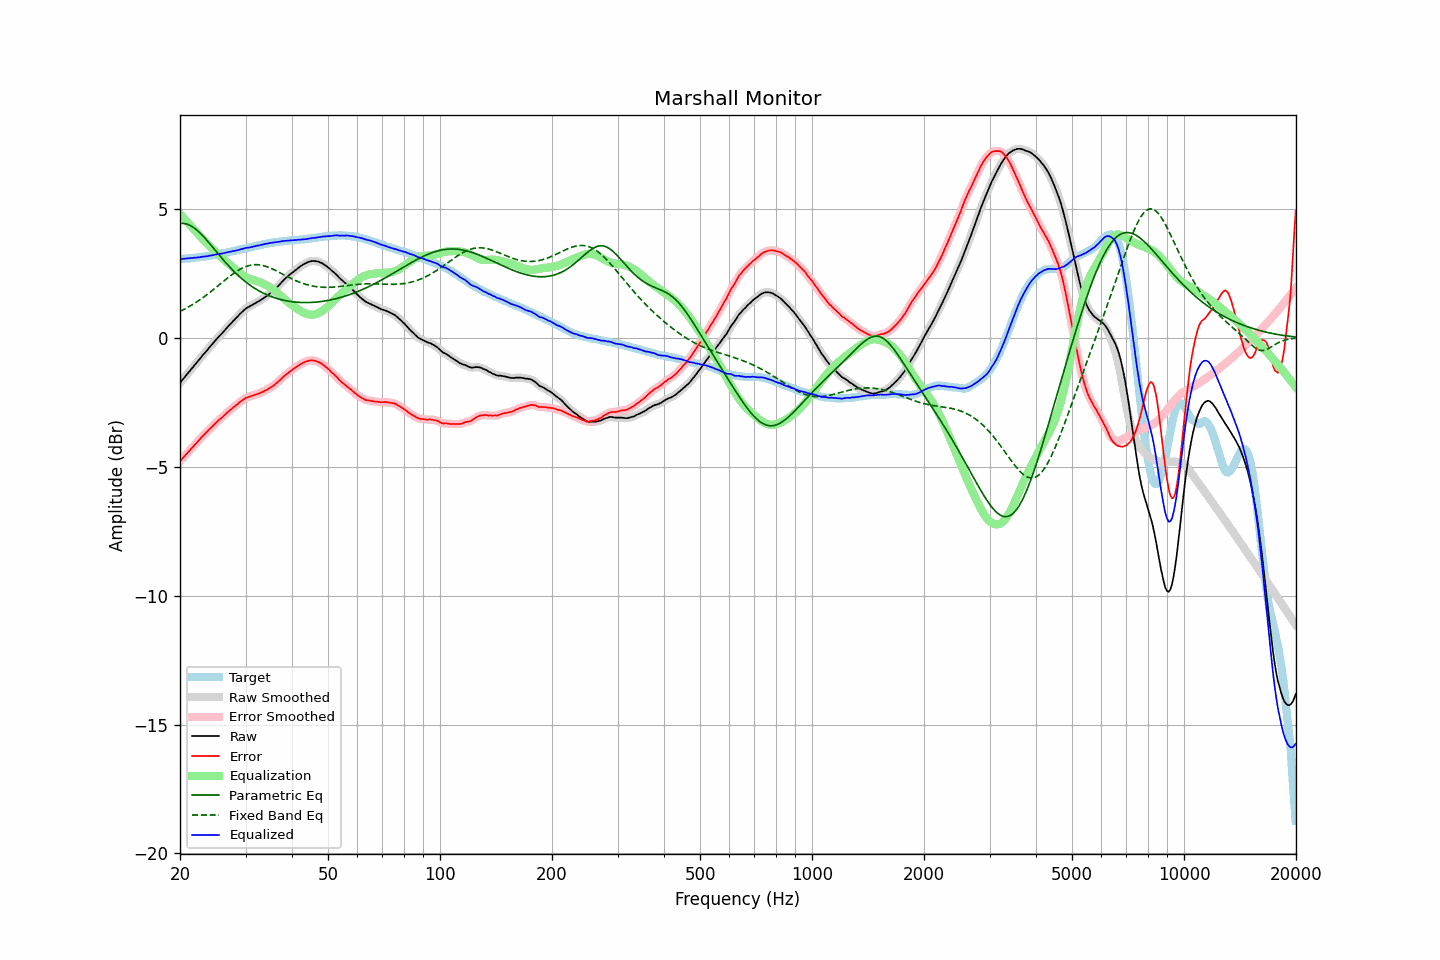 Marshall Monitor
Amplitude (dBr)
5
0
−5
−10
−15
−20
Target
Raw Smoothed
Error Smoothed
Raw
Error
Equalization
Parametric Eq
Fixed Band Eq
Equalized
20 50 100 200 500 1000 2000 5000 10000 20000
Frequency (Hz)